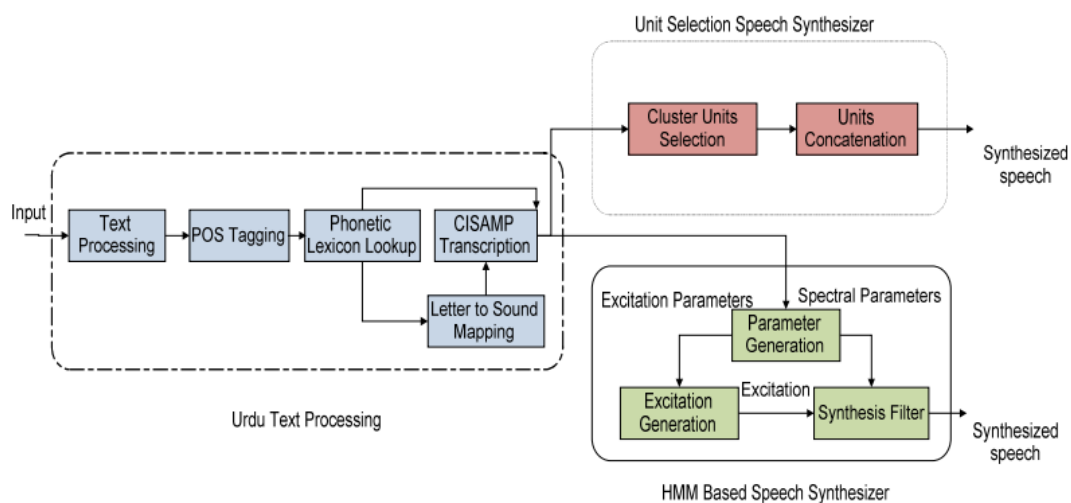 Unit Selection Speech Synthesizer
Cluster Units
Selection
Units
Concatenation
Synthesized
speech
Input
Text
Processing
POS Tagging
Phonetic
Lexicon Lookup
CISAMP
Transcription
Letter to Sound
Mapping
Urdu Text Processing
Excitation Parameters
Spectral Parameters
Parameter
Generation
Excitation
Generation
Excitation
Synthesis Filter
Synthesized
speech
HMM Based Speech Synthesizer